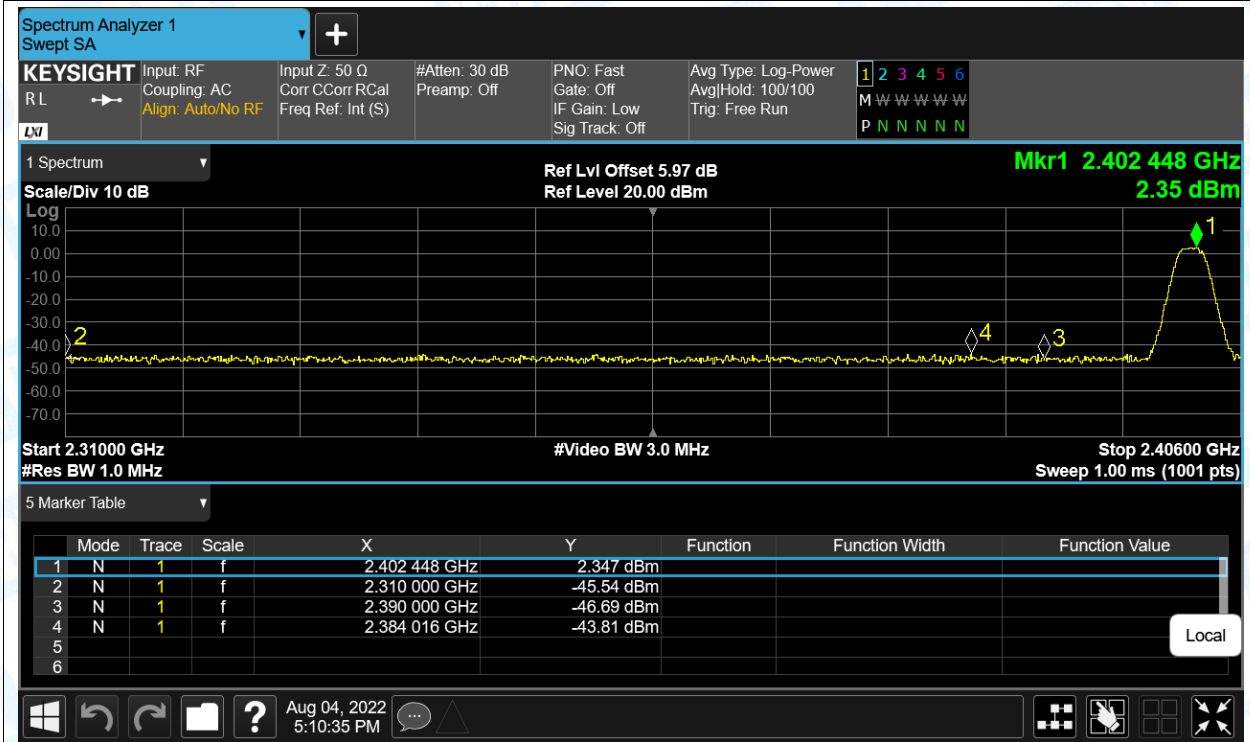 Spectrum Analyzer 1
Swept SA
+
KEYSIGHT
R L
LXI
Input: RF
Coupling: AC
Align: Auto/No RF
Input Z: 50 Ω
Corr CCorr RCal
Freq Ref: Int (S)
#Atten: 30 dB
Preamp: Off
PNO: Fast
Gate: Off
IF Gain: Low
Sig Track: Off
Avg Type: Log-Power
Avg|Hold: 100/100
Trig: Free Run
1 2 3 4 5 6
M W W W W W
P N N N N N
1 Spectrum
Scale/Div 10 dB
Ref Lvl Offset 5.97 dB
Ref Level 20.00 dBm
Mkr1 2.402 448 GHz
2.35 dBm
Log
10.0
0.00
-10.0
-20.0
-30.0
-40.0
-50.0
-60.0
-70.0
2
4
3
1
Start 2.31000 GHz
#Video BW 3.0 MHz
Stop 2.40600 GHz
#Res BW 1.0 MHz
Sweep 1.00 ms (1001 pts)
5 Marker Table
Mode Trace Scale X Y Function Function Width Function Value
1 N 1 f 2.402 448 GHz 2.347 dBm
2 N 1 f 2.310 000 GHz -45.54 dBm
3 N 1 f 2.390 000 GHz -46.69 dBm
4 N 1 f 2.384 016 GHz -43.81 dBm
5
6
Local
?
Aug 04, 2022
5:10:35 PM